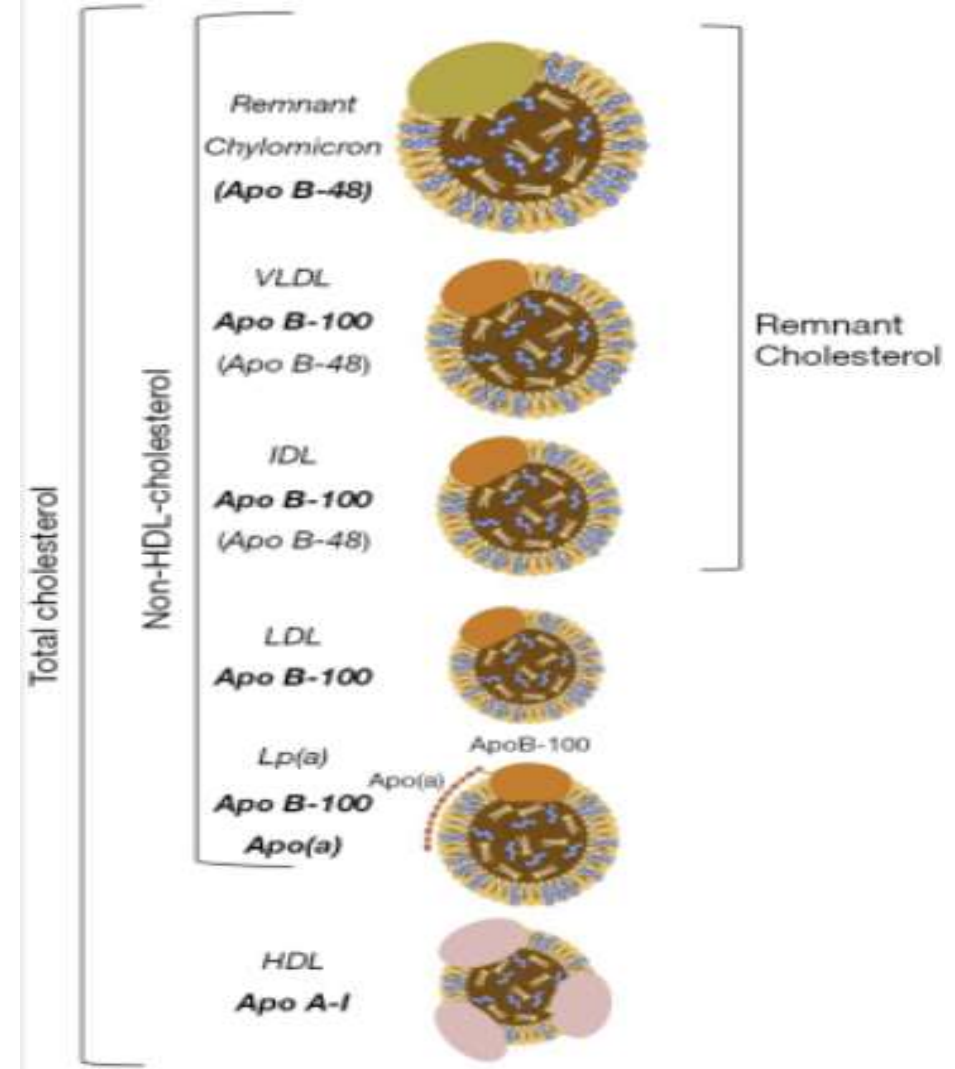 Total cholesterol
Non-HDL-cholesterol
Remnant
Chylomicron
(Apo B-48)
VLDL
Apo B-100
(Apo B-48)
IDL
Apo B-100
(Apo B-48)
Remnant
Cholesterol
LDL
Apo B-100
ApoB-100
Lp(a)
Apo(a)
Apo B-100
Apo(a)
HDL
Apo A-I